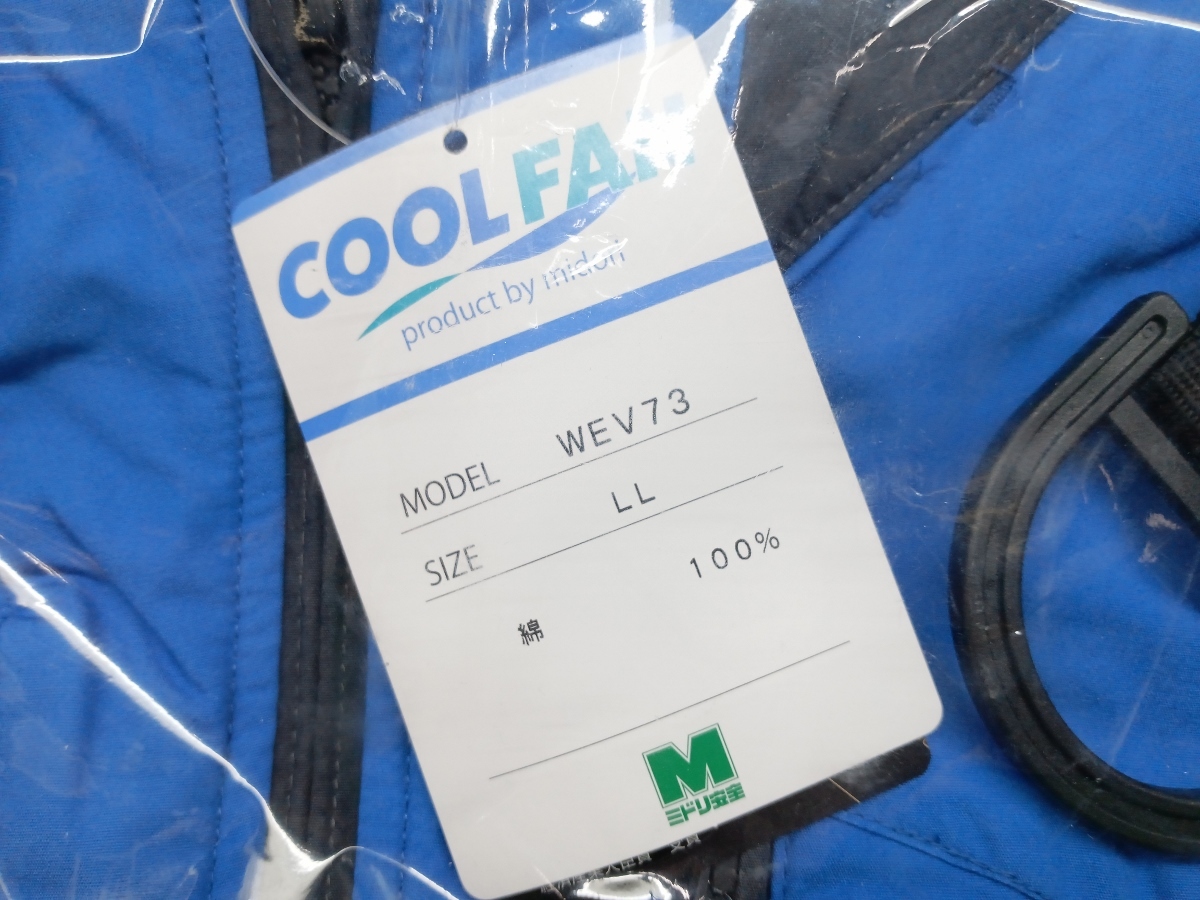 COOL FAN
product by midori
MODEL WEV73
SIZE LL
綿 100%
M
ミドリ安全